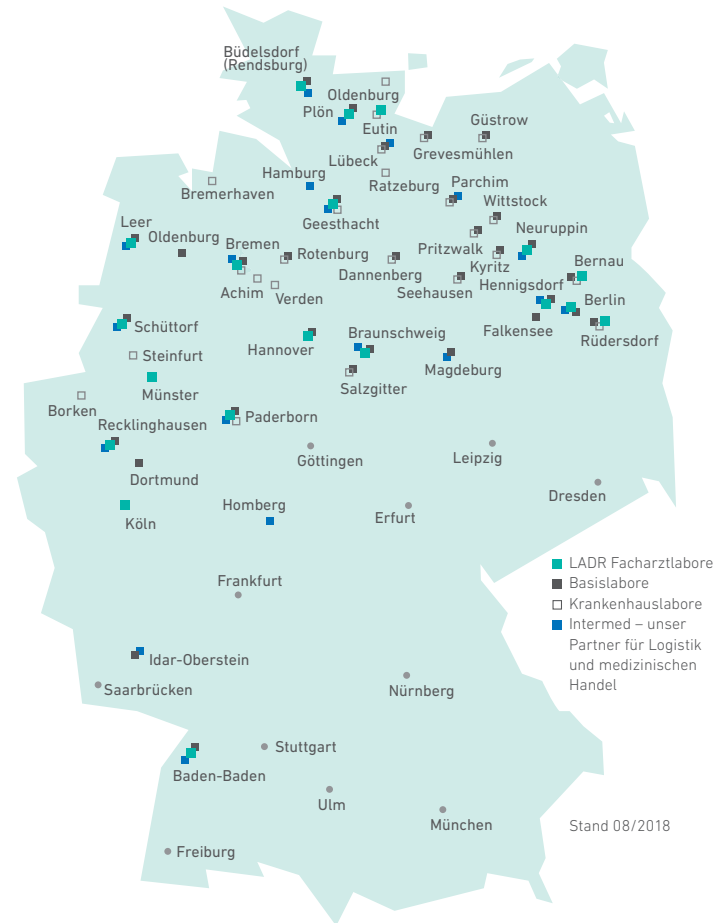 Büdelsdorf
(Rendsburg)
Oldenburg
Plön
Eutin
Güstrow
Lübeck
Grevesmühlen
Hamburg
Ratzeburg
Parchim
Bremerhaven
Wittstock
Geesthacht
Leer
Neuruppin
Oldenburg
Bremen
Rotenburg
Pritzwalk
Bernau
Dannenberg
Kyritz
Achim
Verden
Seehausen
Hennigsdorf
Berlin
Schüttorf
Braunschweig
Falkensee
Rüdersdorf
Hannover
Steinfurt
Magdeburg
Salzgitter
Münster
Borken
Paderborn
Recklinghausen
Göttingen
Leipzig
Dortmund
Dresden
Homberg
Erfurt
Köln
LADR Facharztlabore
Basislabore
Krankenhauslabore
Intermed – unser
Partner für Logistik
und medizinischen
Handel
Frankfurt
Idar-Oberstein
Saarbrücken
Nürnberg
Stuttgart
Baden-Baden
Ulm
München
Stand 08/2018
Freiburg